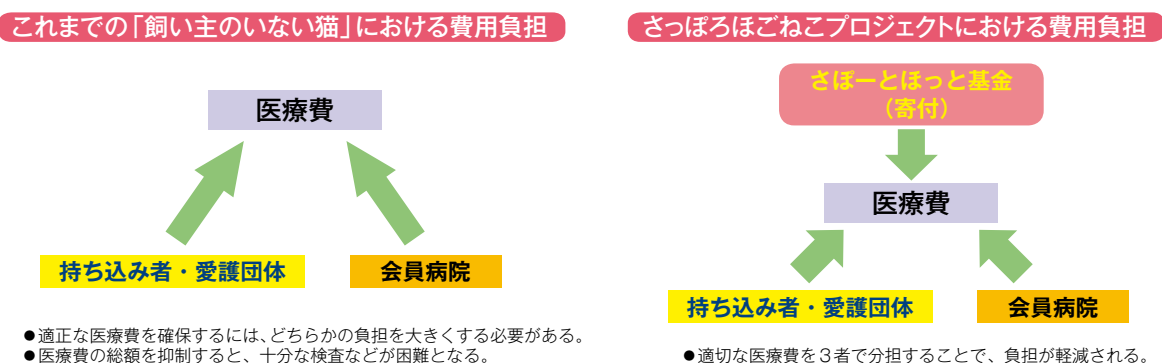 これまでの「飼い主のいない猫」における費用負担
医療費
持ち込み者・愛護団体
会員病院
●適正な医療費を確保するには、どちらかの負担を大きくする必要がある。
●医療費の総額を抑制すると、十分な検査などが困難となる。
さっぽろほごねこプロジェクトにおける費用負担
さぽーとほっと基金
(寄付)
医療費
持ち込み者・愛護団体
会員病院
●適切な医療費を3者で分担することで、負担が軽減される。